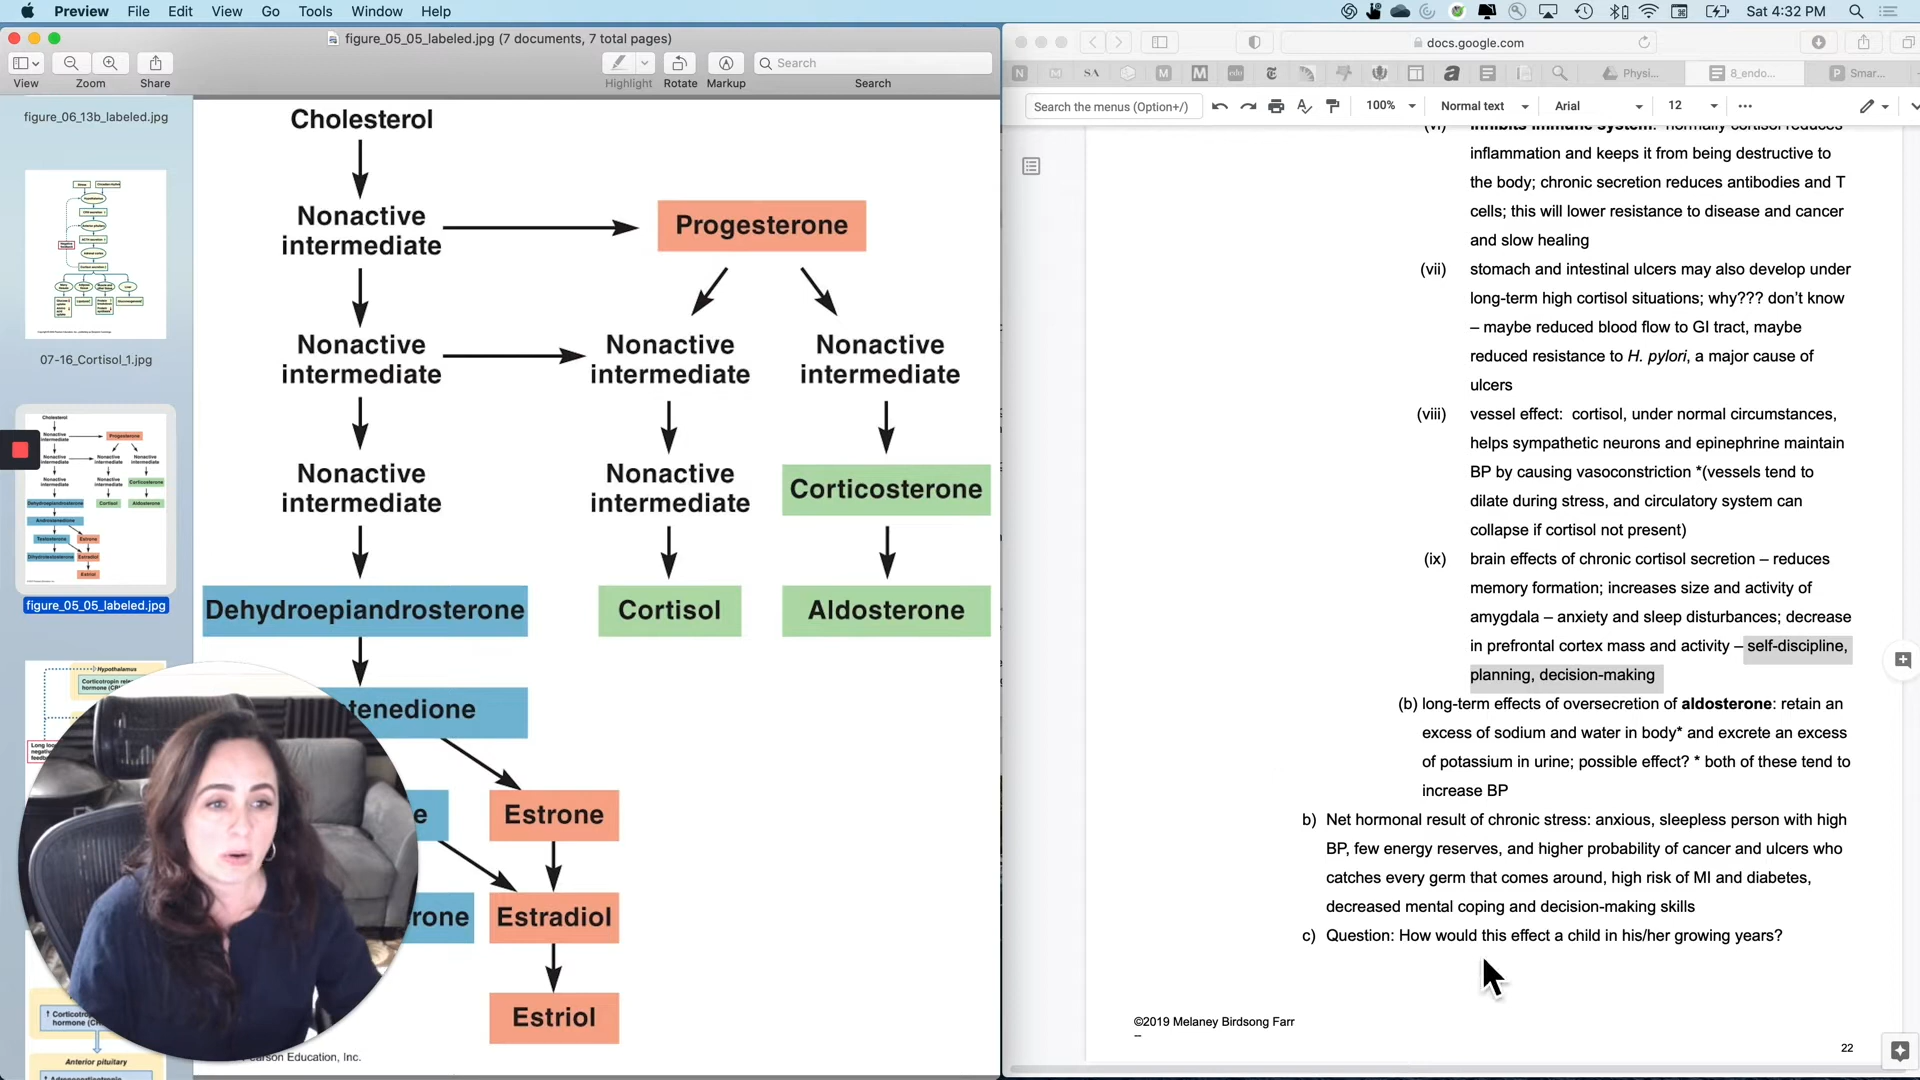 Preview File Edit View Go Tools Window Help
Sat 4:32 PM
figure_05_05_labeled.jpg (7 documents, 7 total pages)
View Zoom Share Highlight Rotate Markup Search
Search
figure_06_13b_labeled.jpg
07-16_Cortisol_1.jpg
figure_05_05_labeled.jpg
Cholesterol
Nonactive
intermediate
Progesterone
Nonactive
intermediate
Nonactive
intermediate
Nonactive
intermediate
Nonactive
intermediate
Nonactive
intermediate
Corticosterone
Dehydroepiandrosterone
Cortisol
Aldosterone
tenedione
e
Estrone
rone
Estradiol
Estriol
earson Education, Inc.
Hypothalamus
Anterior pituitary
docs.google.com
Physi...
8_endo...
Smar...
Search the menus (Option+/)
100%
Normal text
Arial
12
(vi) inhibits immune system: normally cortisol reduces
inflammation and keeps it from being destructive to
the body; chronic secretion reduces antibodies and T
cells; this will lower resistance to disease and cancer
and slow healing
(vii) stomach and intestinal ulcers may also develop under
long-term high cortisol situations; why??? don't know
– maybe reduced blood flow to GI tract, maybe
reduced resistance to H. pylori, a major cause of
ulcers
(viii) vessel effect: cortisol, under normal circumstances,
helps sympathetic neurons and epinephrine maintain
BP by causing vasoconstriction *(vessels tend to
dilate during stress, and circulatory system can
collapse if cortisol not present)
(ix) brain effects of chronic cortisol secretion – reduces
memory formation; increases size and activity of
amygdala – anxiety and sleep disturbances; decrease
in prefrontal cortex mass and activity – self-discipline,
planning, decision-making
(b) long-term effects of oversecretion of aldosterone: retain an
excess of sodium and water in body* and excrete an excess
of potassium in urine; possible effect? * both of these tend to
increase BP
b) Net hormonal result of chronic stress: anxious, sleepless person with high
BP, few energy reserves, and higher probability of cancer and ulcers who
catches every germ that comes around, high risk of MI and diabetes,
decreased mental coping and decision-making skills
c) Question: How would this effect a child in his/her growing years?
©2019 Melaney Birdsong Farr
22